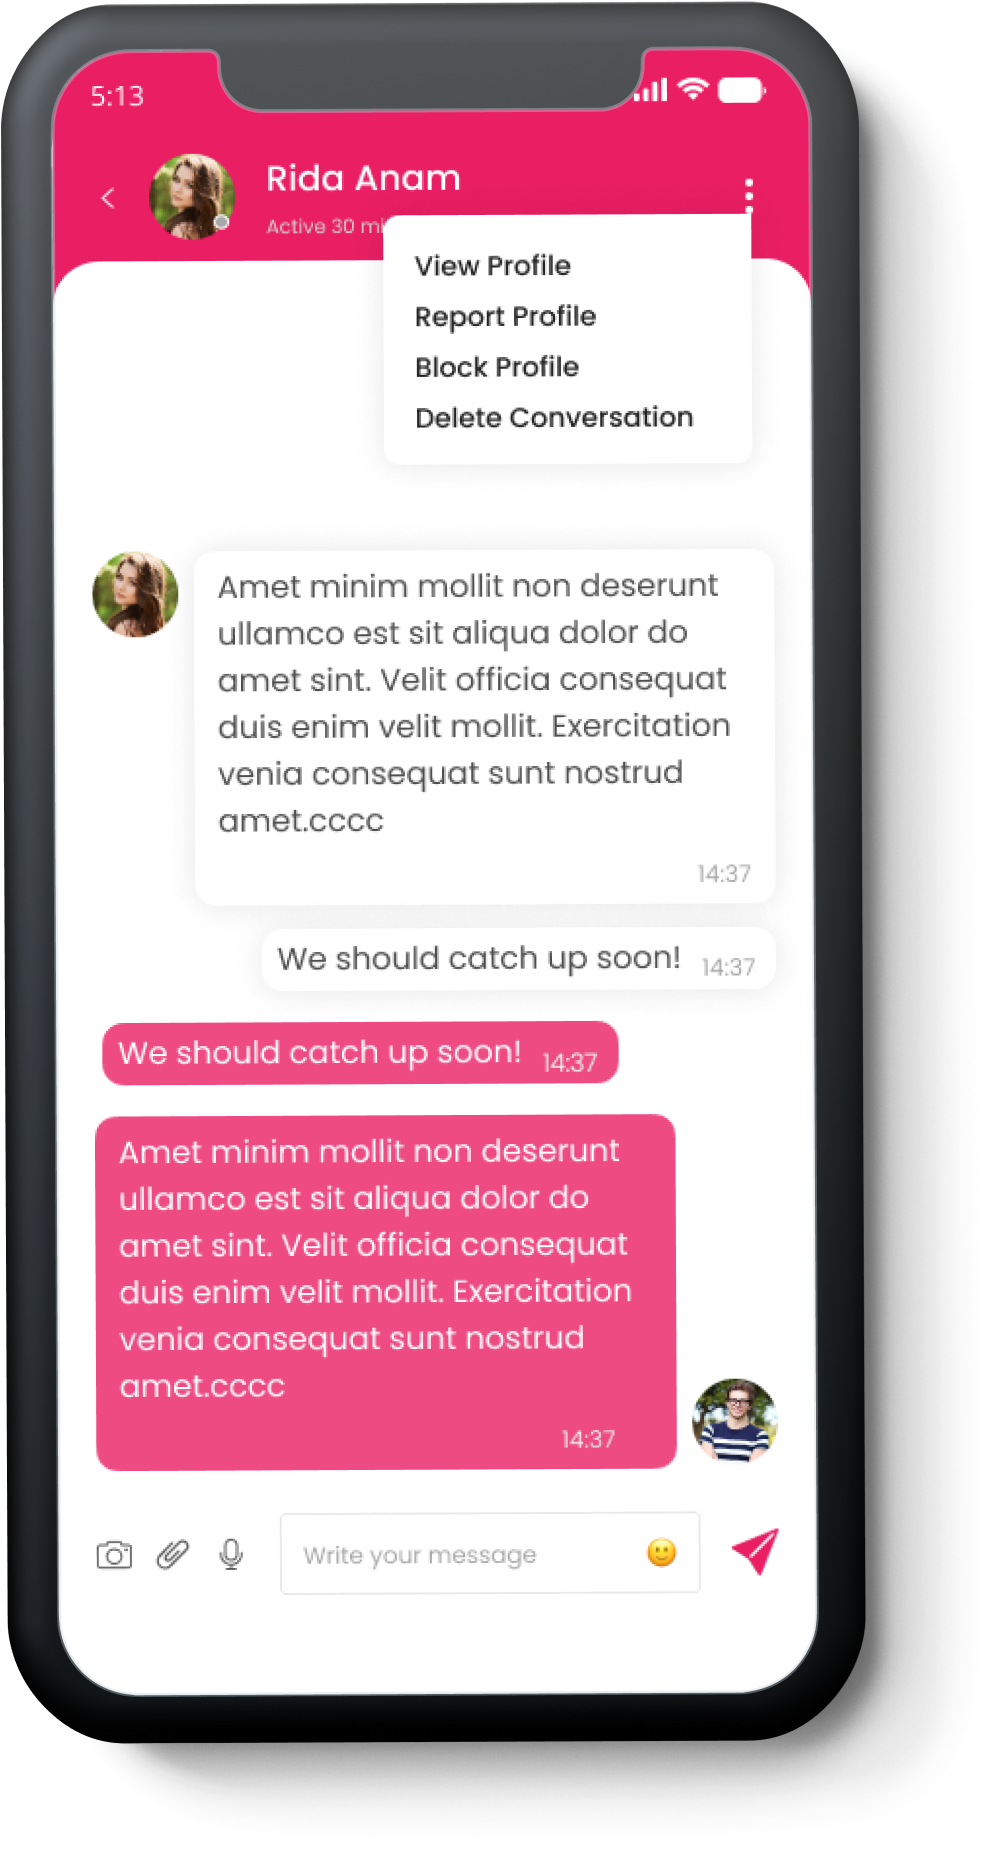 5:13
Rida Anam
Active 30
View Profile
Report Profile
Block Profile
Delete Conversation
Amet minim mollit non deserunt
ullamco est sit aliqua dolor do
amet sint. Velit officia consequat
duis enim velit mollit. Exercitation
venia consequat sunt nostrud
amet.cccc
14:37
We should catch up soon! 14:37
We should catch up soon! 14:37
Amet minim mollit non deserunt
ullamco est sit aliqua dolor do
amet sint. Velit officia consequat
duis enim velit mollit. Exercitation
venia consequat sunt nostrud
amet.cccc
14:37
Write your message